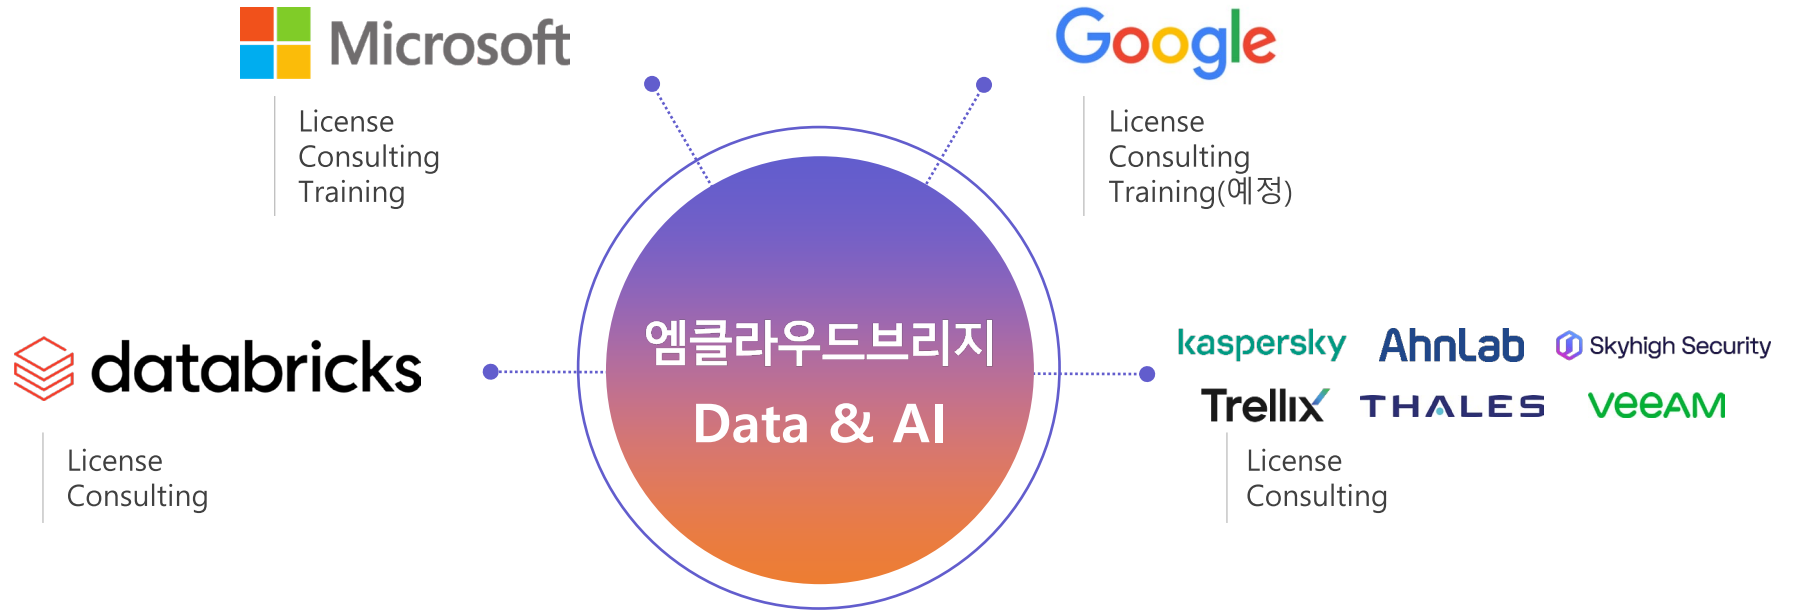 Microsoft
License
Consulting
Training
Google
License
Consulting
Training(예정)
엠클라우드브리지
Data & AI
databricks
License
Consulting
kaspersky AhnLab Skyhigh Security
Trellix THALES veeAM
License
Consulting